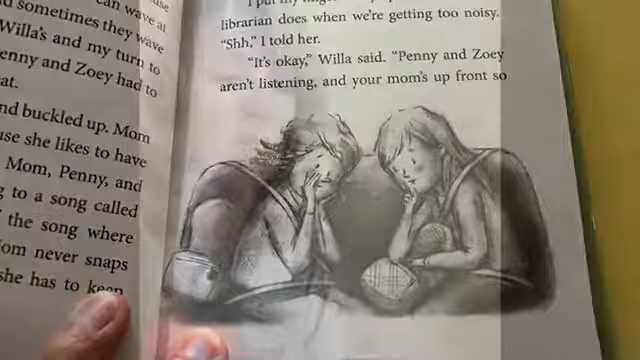 can wave at
sometimes they wave
Willa's and my turn to
enny and Zoey had to
at.
nd buckled up. Mom
use she likes to have
Mom, Penny, and
g to a song called
the song where
om never snaps
she has to keep
librarian does when we're getting too noisy.
"Shh," I told her.
"It's okay," Willa said. "Penny and Zoey
aren't listening, and your mom's up front so